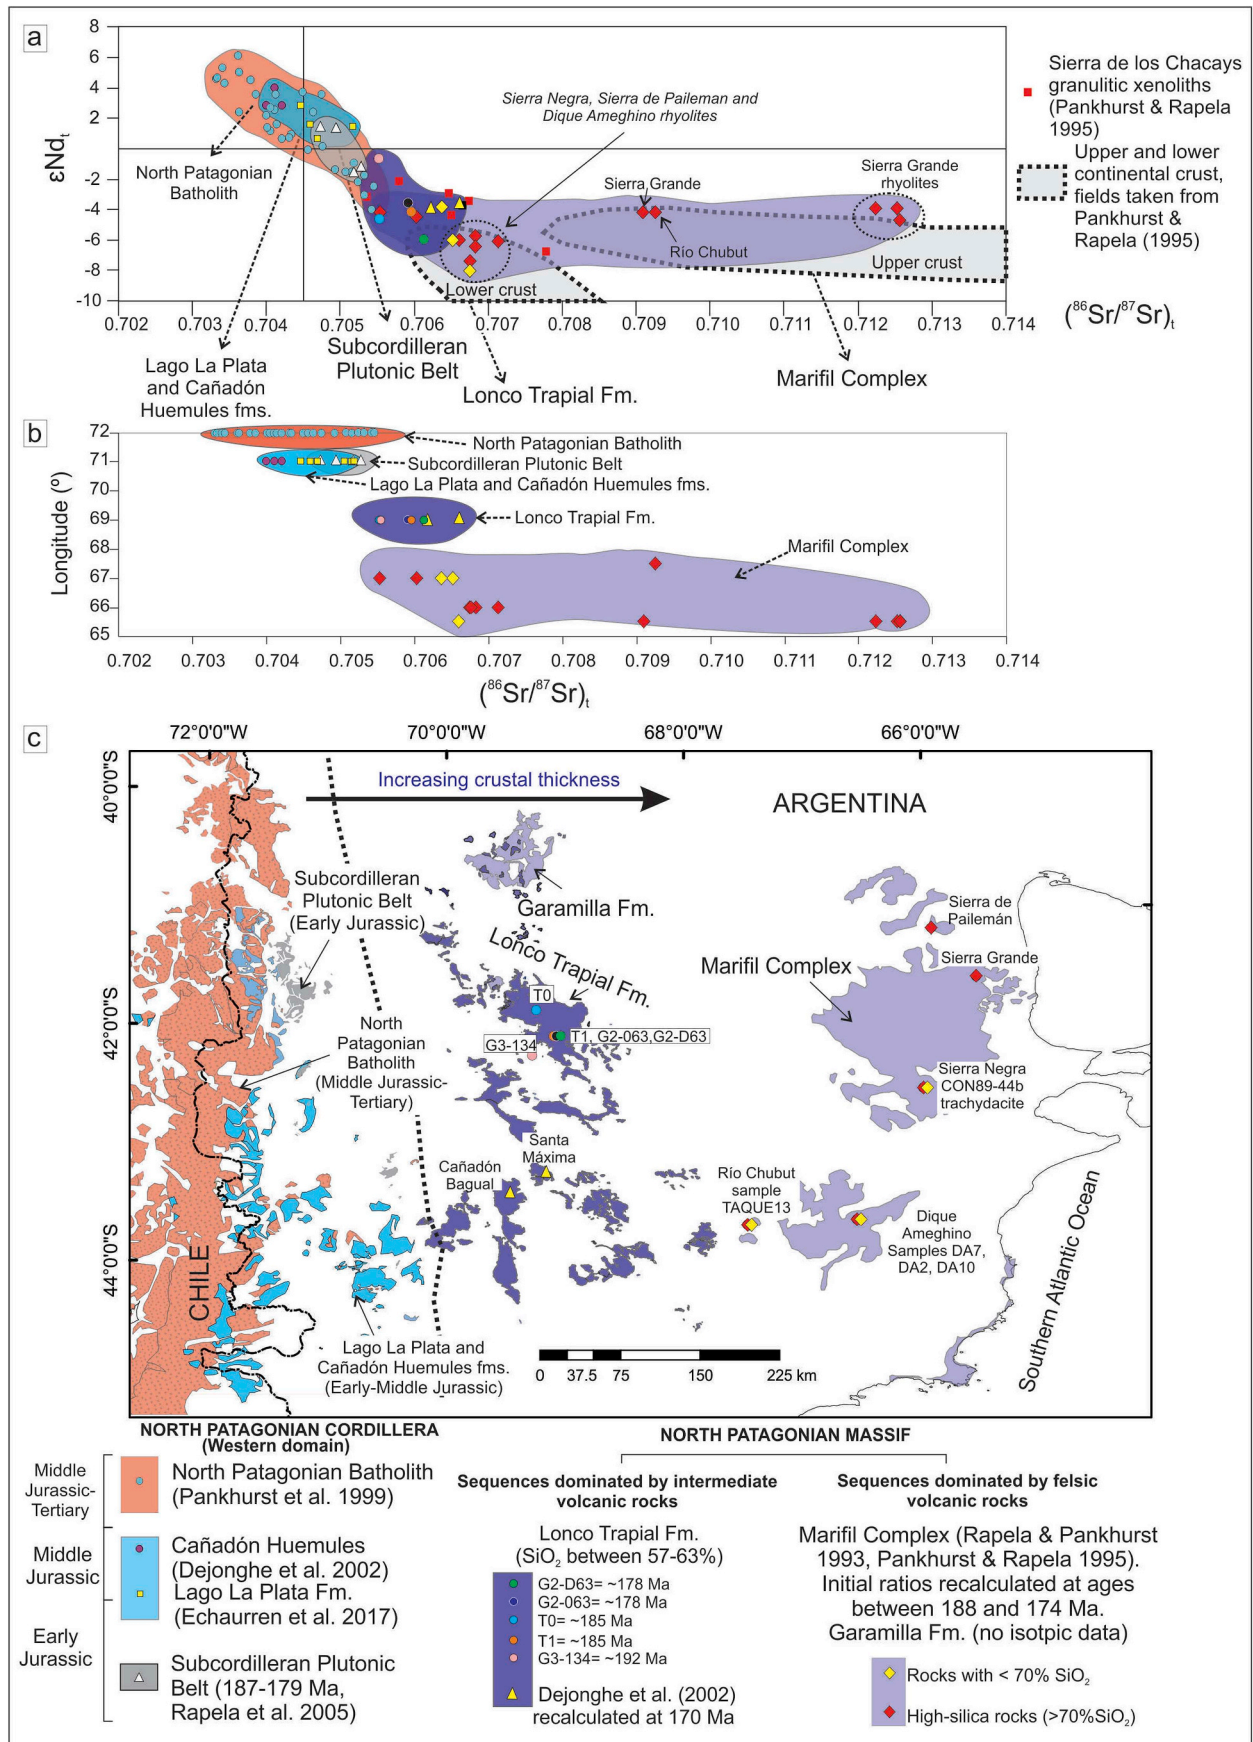 a
8
6
4
2
-2
-4
-6
-8
-10
εNdₜ
0.702 0.703 0.704 0.705 0.706 0.707 0.708 0.709 0.710 0.711 0.712 0.713 0.714
(⁸⁶Sr/⁸⁷Sr)ₜ
North Patagonian
Batholith
Sierra Negra, Sierra de Paileman and
Dique Ameghino rhyolites
Sierra Grande
Río Chubut
Sierra Grande
rhyolites
Lower crust
Upper crust
Sierra de los Chacays
granulitic xenoliths
(Pankhurst & Rapela
1995)
Upper and lower
continental crust,
fields taken from
Pankhurst &
Rapela (1995)
Lago La Plata
and Cañadón
Huemules fms.
Subcordilleran
Plutonic Belt
Lonco Trapial Fm.
Marifil Complex
b
72
71
70
69
68
67
66
65
Longitude (º)
North Patagonian Batholith
Subcordilleran Plutonic Belt
Lago La Plata and Cañadón Huemules fms.
Lonco Trapial Fm.
Marifil Complex
0.702 0.703 0.704 0.705 0.706 0.707 0.708 0.709 0.710 0.711 0.712 0.713 0.714
(⁸⁶Sr/⁸⁷Sr)ₜ
c
72°0'0"W 70°0'0"W 68°0'0"W 66°0'0"W
40°0'0"S
42°0'0"S
44°0'0"S
Increasing crustal thickness
ARGENTINA
Subcordilleran
Plutonic Belt
(Early Jurassic)
Garamilla Fm.
Lonco Trapial Fm.
Sierra de
Pailemán
Marifil Complex
Sierra Grande
T0
G3-134
T1, G2-063,G2-D63
North
Patagonian
Batholith
(Middle Jurassic-
Tertiary)
Sierra Negra
CON89-44b
trachydacite
Santa
Máxima
Cañadón
Bagual
Río Chubut
sample
TAQUE13
Dique
Ameghino
Samples DA7,
DA2, DA10
CHILE
Southern Atlantic Ocean
Lago La Plata and
Cañadón Huemules fms.
(Early-Middle Jurassic)
0 37.5 75 150 225 km
NORTH PATAGONIAN CORDILLERA
(Western domain)
Middle
Jurassic-
Tertiary
North Patagonian Batholith
(Pankhurst et al. 1999)
Middle
Jurassic
Cañadón Huemules
(Dejonghe et al. 2002)
Lago La Plata Fm.
(Echaurren et al. 2017)
Early
Jurassic
Subcordilleran Plutonic
Belt (187-179 Ma,
Rapela et al. 2005)
NORTH PATAGONIAN MASSIF
Sequences dominated by intermediate
volcanic rocks
Lonco Trapial Fm.
(SiO₂ between 57-63%)
G2-D63= ~178 Ma
G2-063= ~178 Ma
T0= ~185 Ma
T1= ~185 Ma
G3-134= ~192 Ma
Dejonghe et al. (2002)
recalculated at 170 Ma
Sequences dominated by felsic
volcanic rocks
Marifil Complex (Rapela & Pankhurst
1993, Pankhurst & Rapela 1995).
Initial ratios recalculated at ages
between 188 and 174 Ma.
Garamilla Fm. (no isotpic data)
Rocks with < 70% SiO₂
High-silica rocks (>70%SiO₂)